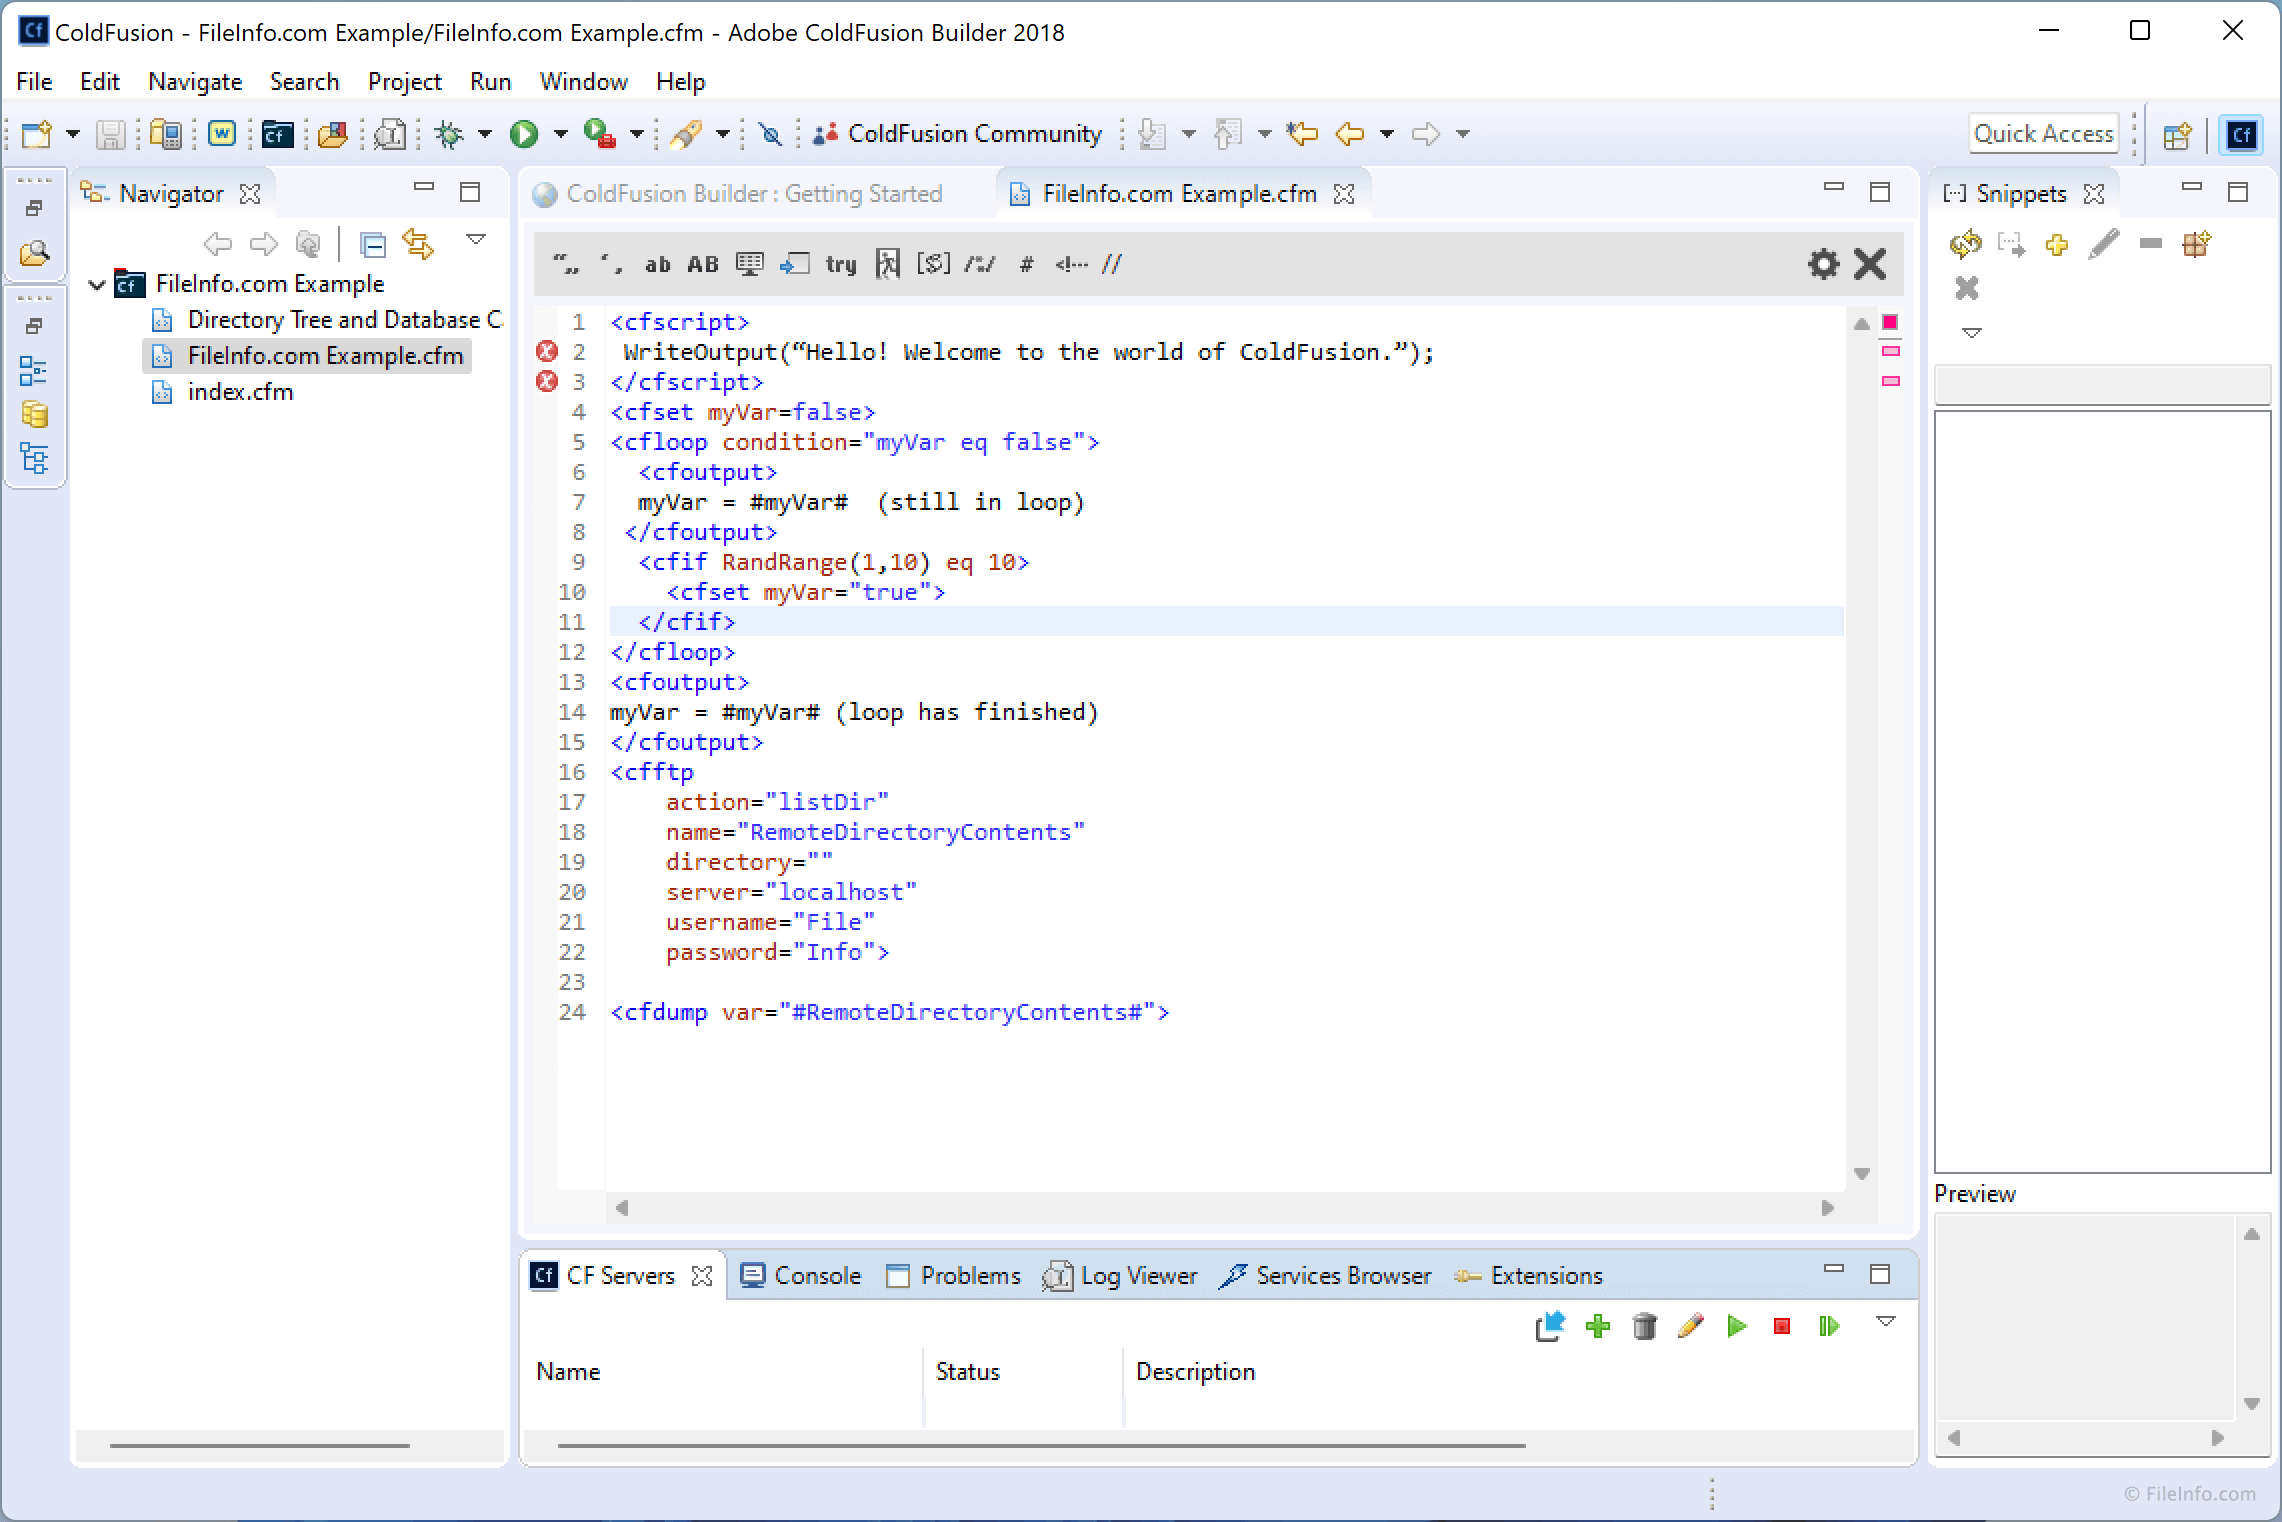 ColdFusion - FileInfo.com Example/FileInfo.com Example.cfm - Adobe ColdFusion Builder 2018
File Edit Navigate Search Project Run Window Help
ColdFusion Community
Quick Access
Navigator
ColdFusion Builder : Getting Started
FileInfo.com Example.cfm
Snippets
“„ ‘, ab AB try [$] /*/ # <!--- //
FileInfo.com Example
Directory Tree and Database C
FileInfo.com Example.cfm
index.cfm
1 <cfscript>
2  WriteOutput(“Hello! Welcome to the world of ColdFusion.”);
3 </cfscript>
4 <cfset myVar=false>
5 <cfloop condition="myVar eq false">
6   <cfoutput>
7   myVar = #myVar#  (still in loop)
8  </cfoutput>
9   <cfif RandRange(1,10) eq 10>
10     <cfset myVar="true">
11   </cfif>
12 </cfloop>
13 <cfoutput>
14 myVar = #myVar# (loop has finished)
15 </cfoutput>
16 <cfftp
17     action="listDir"
18     name="RemoteDirectoryContents"
19     directory=""
20     server="localhost"
21     username="File"
22     password="Info">
23
24 <cfdump var="#RemoteDirectoryContents#">
Preview
CF Servers Console Problems Log Viewer Services Browser Extensions
Name Status Description
© FileInfo.com